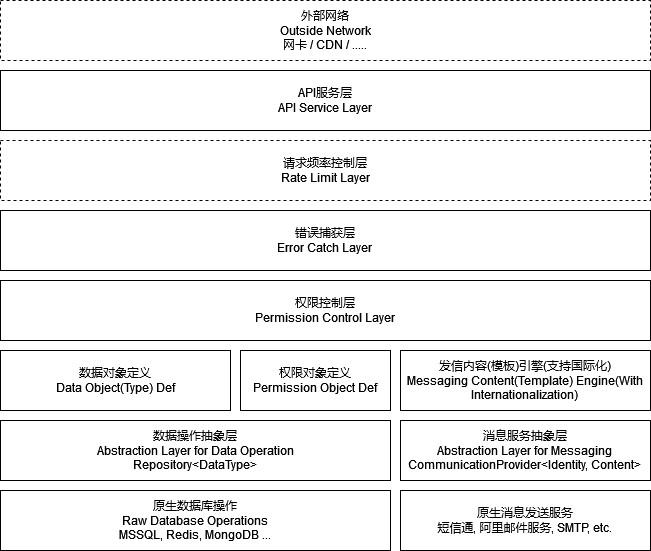 外部网络
Outside Network
网卡 / CDN / .....
API服务层
API Service Layer
请求频率控制层
Rate Limit Layer
错误捕获层
Error Catch Layer
权限控制层
Permission Control Layer
数据对象定义
Data Object(Type) Def
权限对象定义
Permission Object Def
发信内容(模板)引擎(支持国际化)
Messaging Content(Template) Engine(With
Internationalization)
数据操作抽象层
Abstraction Layer for Data Operation
Repository<DataType>
消息服务抽象层
Abstraction Layer for Messaging
CommunicationProvider<Identity, Content>
原生数据库操作
Raw Database Operations
MSSQL, Redis, MongoDB ...
原生消息发送服务
短信通, 阿里邮件服务, SMTP, etc.